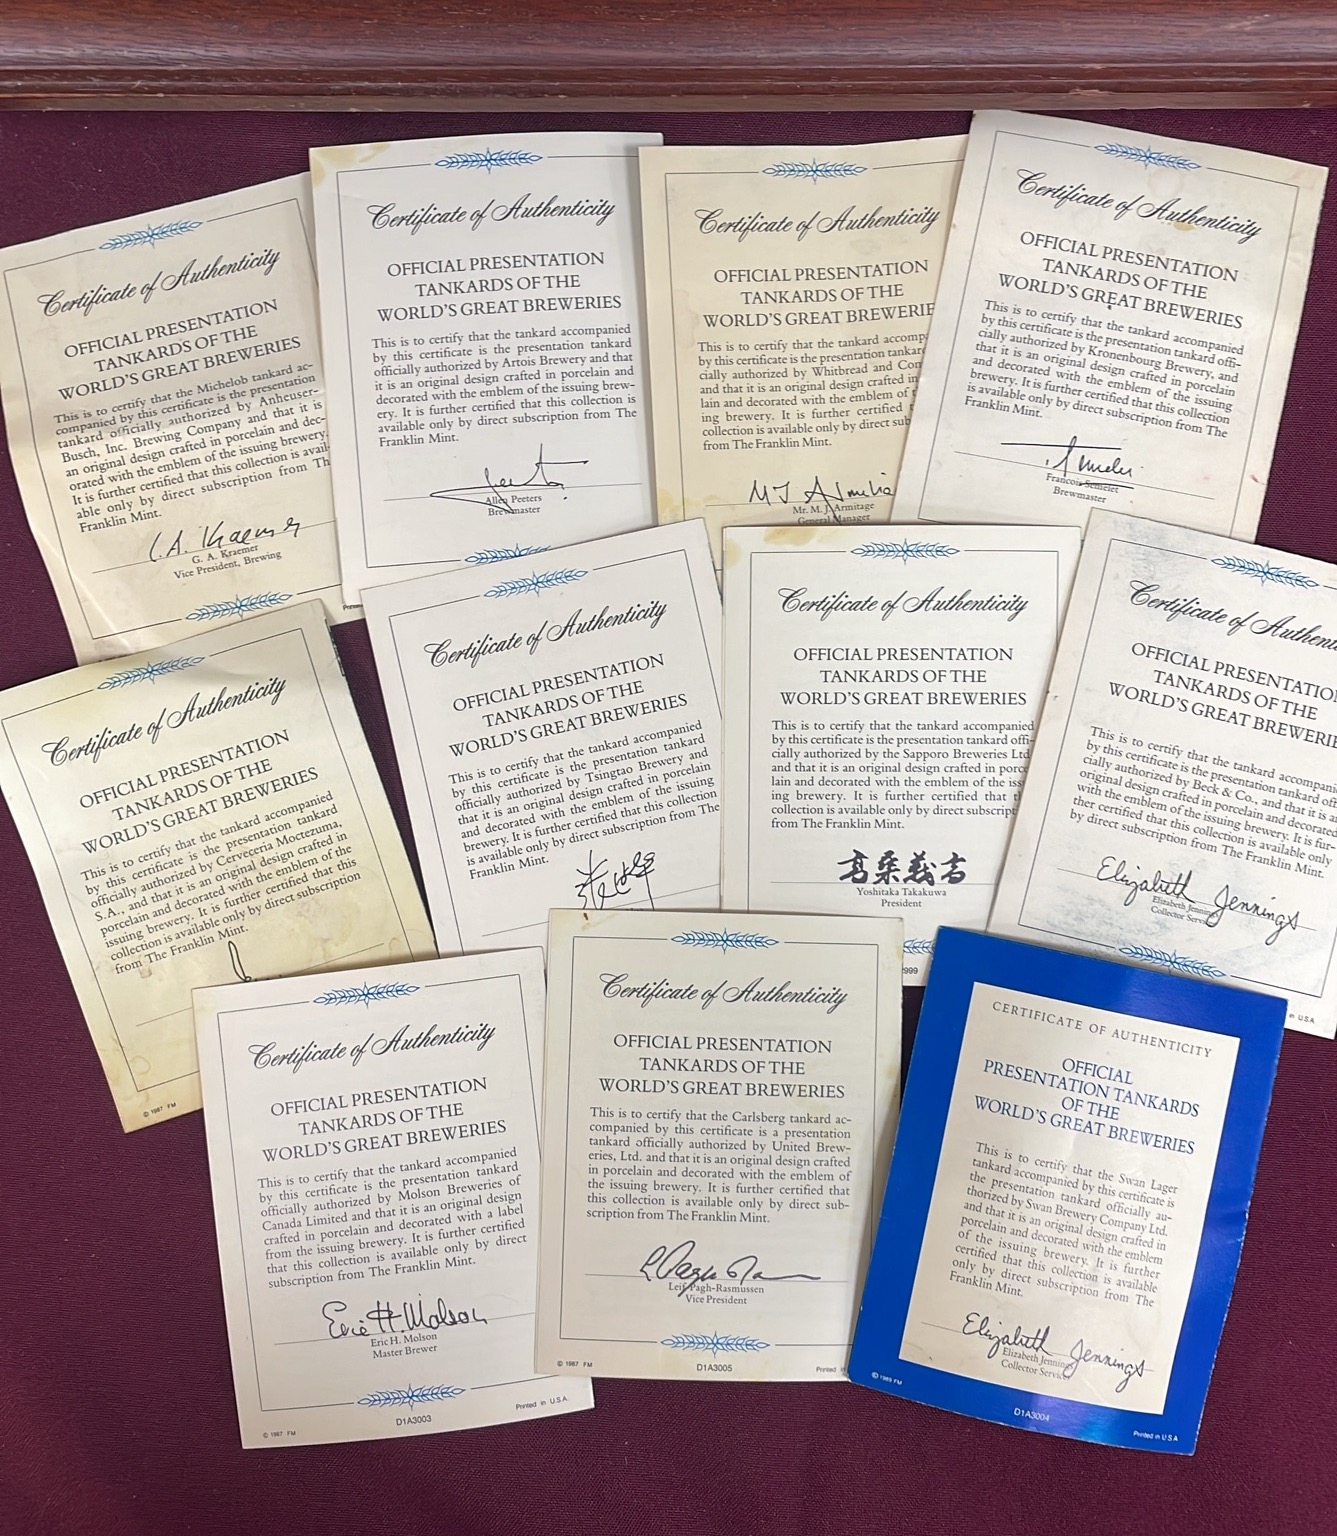 Certificate of Authenticity
OFFICIAL PRESENTATION
TANKARDS OF THE
WORLD'S GREAT BREWERIES
This is to certify that the Michelob tankard ac-
companied by this certificate is the presentation
tankard officially authorized by Anheuser-
Busch, Inc. Brewing Company and that it is
an original design crafted in porcelain and dec-
orated with the emblem of the issuing brewery.
It is further certified that this collection is avail-
able only by direct subscription from Th
Franklin Mint.
G. A. Kraemer
G. A. Kraemer
Vice President, Brewing
Printed
Certificate of Authenticity
OFFICIAL PRESENTATION
TANKARDS OF THE
WORLD'S GREAT BREWERIES
This is to certify that the tankard accompanied
by this certificate is the presentation tankard
officially authorized by Artois Brewery and that
it is an original design crafted in porcelain and
decorated with the emblem of the issuing brew-
ery. It is further certified that this collection is
available only by direct subscription from The
Franklin Mint.
Allen Peeters
Brewmaster
Certificate of Authenticity
OFFICIAL PRESENTATION
TANKARDS OF THE
WORLD'S GREAT BREWERIE
This is to certify that the tankard accomp
by this certificate is the presentation tankar
cially authorized by Whitbread and Con
and that it is an original design crafted in
lain and decorated with the emblem of t
ing brewery. It is further certified
collection is available only by direct sub
from The Franklin Mint.
M J Armitage
Mr. M. J. Armitage
General Manager
Certificate of Authenticity
OFFICIAL PRESENTATION
TANKARDS OF THE
WORLD'S GREAT BREWERIES
This is to certify that the tankard accompanied
by this certificate is the presentation tankard offi-
cially authorized by Kronenbourg Brewery, and
that it is an original design crafted in porcelain
and decorated with the emblem of the issuing
brewery. It is further certified that this collection
is available only by direct subscription from The
Franklin Mint.
Francois Semelet
Brewmaster
Certificate of Authenticity
OFFICIAL PRESENTATION
TANKARDS OF THE
WORLD'S GREAT BREWERIES
This is to certify that the tankard accompanied
by this certificate is the presentation tankard
officially authorized by Cerveceria Moctezuma,
S.A., and that it is an original design crafted in
porcelain and decorated with the emblem of the
issuing brewery. It is further certified that this
collection is available only by direct subscription
from The Franklin Mint.
© 1987 FM
Certificate of Authenticity
OFFICIAL PRESENTATION
TANKARDS OF THE
WORLD'S GREAT BREWERIES
This is to certify that the tankard accompanied
by this certificate is the presentation tankard
officially authorized by Tsingtao Brewery and
that it is an original design crafted in porcelain
and decorated with the emblem of the issuing
brewery. It is further certified that this collection
is available only by direct subscription from The
Franklin Mint.
Certificate of Authenticity
OFFICIAL PRESENTATION
TANKARDS OF THE
WORLD'S GREAT BREWERIES
This is to certify that the tankard accompanied
by this certificate is the presentation tankard offi-
cially authorized by the Sapporo Breweries Ltd
and that it is an original design crafted in porce
lain and decorated with the emblem of the iss
ing brewery. It is further certified that t
collection is available only by direct subscript
from The Franklin Mint.
高桑義高
Yoshitaka Takakuwa
President
2999
Certificate of Authenti
OFFICIAL PRESENTATIO
TANKARDS OF THE
WORLD'S GREAT BREWERIE
This is to certify that the tankard accompani
by this certificate is the presentation tankard off
cially authorized by Beck & Co., and that it is a
original design crafted in porcelain and decorated
with the emblem of the issuing brewery. It is fur-
ther certified that this collection is available only
by direct subscription from The Franklin Mint.
Elizabeth Jennings
Elizabeth Jennings
Collector Servi
in USA
Certificate of Authenticity
OFFICIAL PRESENTATION
TANKARDS OF THE
WORLD'S GREAT BREWERIES
This is to certify that the tankard accompanied
by this certificate is the presentation tankard
officially authorized by Molson Breweries of
Canada Limited and that it is an original design
crafted in porcelain and decorated with a label
from the issuing brewery. It is further certified
that this collection is available only by direct
subscription from The Franklin Mint.
Eric H. Molson
Eric H. Molson
Master Brewer
© 1987 FM
D1A3003
Printed in U.S.A.
Certificate of Authenticity
OFFICIAL PRESENTATION
TANKARDS OF THE
WORLD'S GREAT BREWERIES
This is to certify that the Carlsberg tankard ac-
companied by this certificate is a presentation
tankard officially authorized by United Brew-
eries, Ltd. and that it is an original design crafted
in porcelain and decorated with the emblem of
the issuing brewery. It is further certified that
this collection is available only by direct sub-
scription from The Franklin Mint.
Leif Pagh-Rasmussen
Vice President
© 1987 FM
D1A3005
Printed in
CERTIFICATE OF AUTHENTICITY
OFFICIAL
PRESENTATION TANKARDS
OF THE
WORLD'S GREAT BREWERIES
This is to certify that the Swan Lager
tankard accompanied by this certificate is
the presentation tankard officially au-
thorized by Swan Brewery Company Ltd.
and that it is an original design crafted in
porcelain and decorated with the emblem
of the issuing brewery. It is further
certified that this collection is available
only by direct subscription from The
Franklin Mint.
Elizabeth Jennings
Elizabeth Jennings
Collector Services
© 1989 FM
D1A3004
Printed in USA